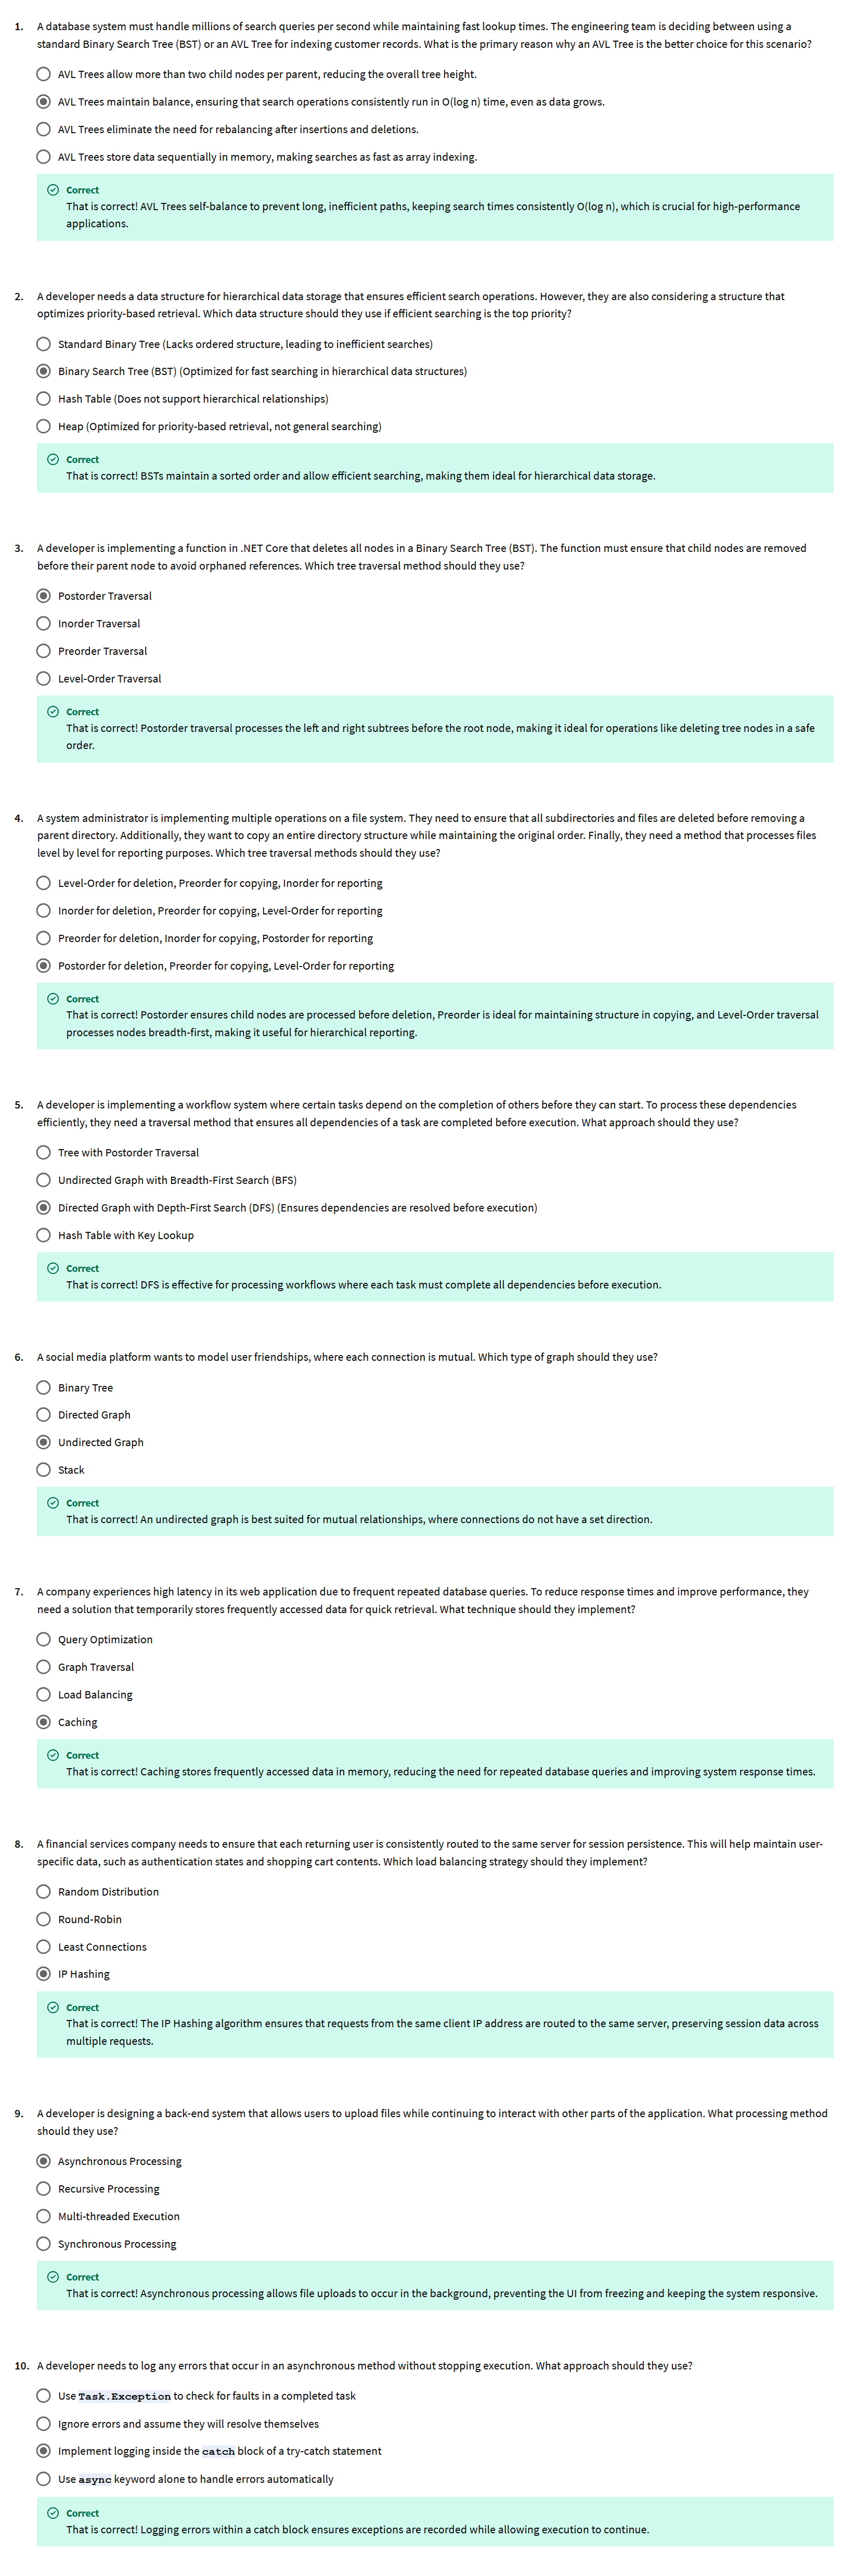 1. A database system must handle millions of search queries per second while maintaining fast lookup times. The engineering team is deciding between using a
standard Binary Search Tree (BST) or an AVL Tree for indexing customer records. What is the primary reason why an AVL Tree is the better choice for this scenario?
AVL Trees allow more than two child nodes per parent, reducing the overall tree height.
AVL Trees maintain balance, ensuring that search operations consistently run in O(log n) time, even as data grows.
AVL Trees eliminate the need for rebalancing after insertions and deletions.
AVL Trees store data sequentially in memory, making searches as fast as array indexing.
Correct
That is correct! AVL Trees self-balance to prevent long, inefficient paths, keeping search times consistently O(log n), which is crucial for high-performance
applications.
2. A developer needs a data structure for hierarchical data storage that ensures efficient search operations. However, they are also considering a structure that
optimizes priority-based retrieval. Which data structure should they use if efficient searching is the top priority?
Standard Binary Tree (Lacks ordered structure, leading to inefficient searches)
Binary Search Tree (BST) (Optimized for fast searching in hierarchical data structures)
Hash Table (Does not support hierarchical relationships)
Heap (Optimized for priority-based retrieval, not general searching)
Correct
That is correct! BSTs maintain a sorted order and allow efficient searching, making them ideal for hierarchical data storage.
3. A developer is implementing a function in .NET Core that deletes all nodes in a Binary Search Tree (BST). The function must ensure that child nodes are removed
before their parent node to avoid orphaned references. Which tree traversal method should they use?
Postorder Traversal
Inorder Traversal
Preorder Traversal
Level-Order Traversal
Correct
That is correct! Postorder traversal processes the left and right subtrees before the root node, making it ideal for operations like deleting tree nodes in a safe
order.
4. A system administrator is implementing multiple operations on a file system. They need to ensure that all subdirectories and files are deleted before removing a
parent directory. Additionally, they want to copy an entire directory structure while maintaining the original order. Finally, they need a method that processes files
level by level for reporting purposes. Which tree traversal methods should they use?
Level-Order for deletion, Preorder for copying, Inorder for reporting
Inorder for deletion, Preorder for copying, Level-Order for reporting
Preorder for deletion, Inorder for copying, Postorder for reporting
Postorder for deletion, Preorder for copying, Level-Order for reporting
Correct
That is correct! Postorder ensures child nodes are processed before deletion, Preorder is ideal for maintaining structure in copying, and Level-Order traversal
processes nodes breadth-first, making it useful for hierarchical reporting.
5. A developer is implementing a workflow system where certain tasks depend on the completion of others before they can start. To process these dependencies
efficiently, they need a traversal method that ensures all dependencies of a task are completed before execution. What approach should they use?
Tree with Postorder Traversal
Undirected Graph with Breadth-First Search (BFS)
Directed Graph with Depth-First Search (DFS) (Ensures dependencies are resolved before execution)
Hash Table with Key Lookup
Correct
That is correct! DFS is effective for processing workflows where each task must complete all dependencies before execution.
6. A social media platform wants to model user friendships, where each connection is mutual. Which type of graph should they use?
Binary Tree
Directed Graph
Undirected Graph
Stack
Correct
That is correct! An undirected graph is best suited for mutual relationships, where connections do not have a set direction.
7. A company experiences high latency in its web application due to frequent repeated database queries. To reduce response times and improve performance, they
need a solution that temporarily stores frequently accessed data for quick retrieval. What technique should they implement?
Query Optimization
Graph Traversal
Load Balancing
Caching
Correct
That is correct! Caching stores frequently accessed data in memory, reducing the need for repeated database queries and improving system response times.
8. A financial services company needs to ensure that each returning user is consistently routed to the same server for session persistence. This will help maintain user-
specific data, such as authentication states and shopping cart contents. Which load balancing strategy should they implement?
Random Distribution
Round-Robin
Least Connections
IP Hashing
Correct
That is correct! The IP Hashing algorithm ensures that requests from the same client IP address are routed to the same server, preserving session data across
multiple requests.
9. A developer is designing a back-end system that allows users to upload files while continuing to interact with other parts of the application. What processing method
should they use?
Asynchronous Processing
Recursive Processing
Multi-threaded Execution
Synchronous Processing
Correct
That is correct! Asynchronous processing allows file uploads to occur in the background, preventing the UI from freezing and keeping the system responsive.
10. A developer needs to log any errors that occur in an asynchronous method without stopping execution. What approach should they use?
Use Task.Exception to check for faults in a completed task
Ignore errors and assume they will resolve themselves
Implement logging inside the catch block of a try-catch statement
Use async keyword alone to handle errors automatically
Correct
That is correct! Logging errors within a catch block ensures exceptions are recorded while allowing execution to continue.